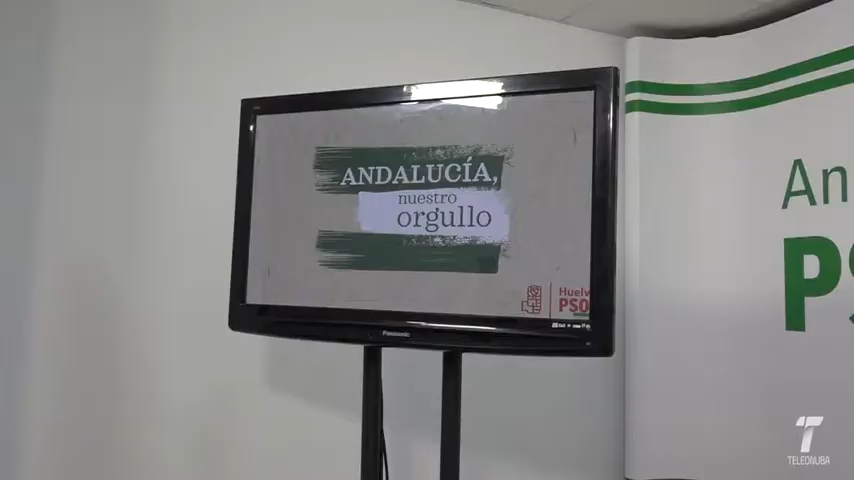 ANDALUCÍA,
nuestro
orgullo
Huelv
PSO
Panasonic
An
PS
TELEONUBA